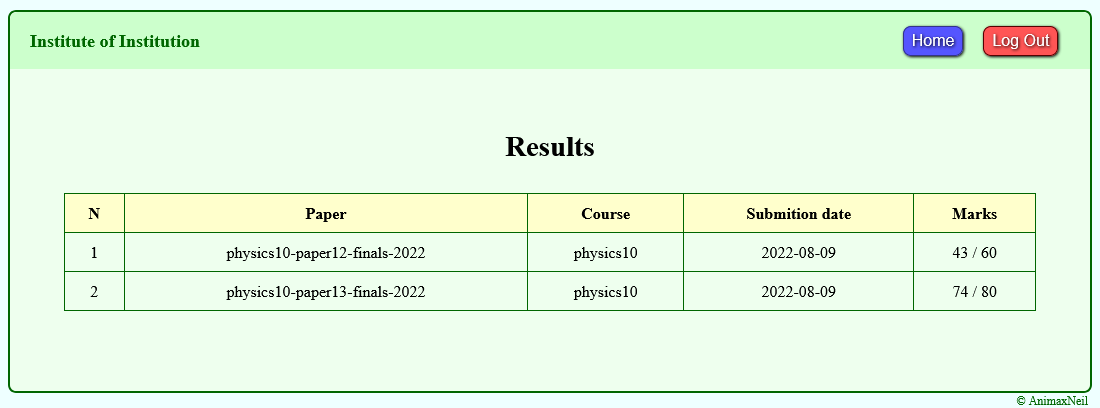 Institute of Institution Home Log Out
Results
N Paper Course Submition date Marks
1 physics10-paper12-finals-2022 physics10 2022-08-09 43 / 60
2 physics10-paper13-finals-2022 physics10 2022-08-09 74 / 80
© AnimaxNeil